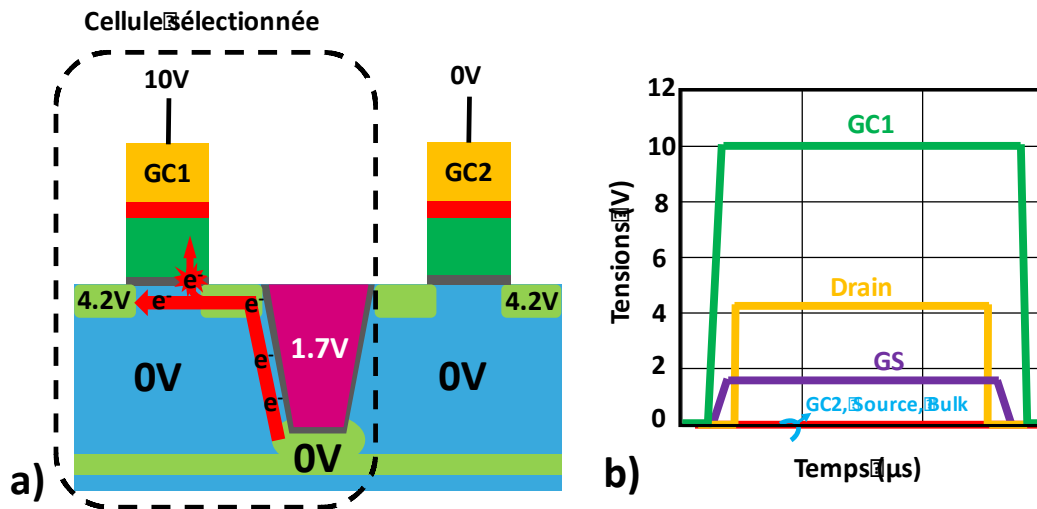 Cellule sélectionnée
10V
0V
GC1
GC2
e-
4.2V
e-
e-
4.2V
1.7V
0V
e-
0V
e-
0V
a)
12
10
8
6
4
2
0
Tensions (V)
GC1
Drain
GS
GC2, Source, Bulk
Temps (μs)
b)